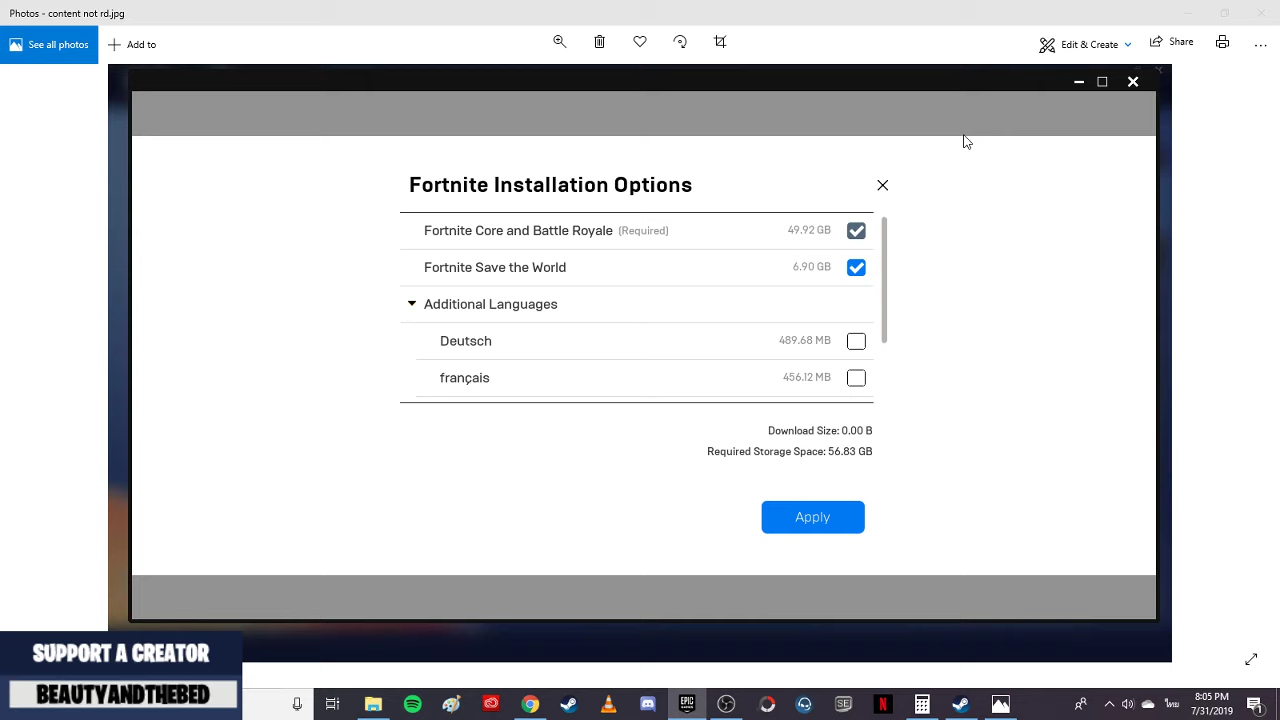 Photos - content not rd.jpg
See all photos
Add to
Edit & Create
Share
Fortnite Installation Options
Fortnite Core and Battle Royale (Required) 49.92 GB
Fortnite Save the World 6.90 GB
Additional Languages
Deutsch 489.68 MB
français 456.12 MB
Download Size: 0.00 B
Required Storage Space: 56.83 GB
Apply
SUPPORT A CREATOR
BEAUTYANDTHEBED
EPIC
SE
N
8:05 PM
7/31/2019